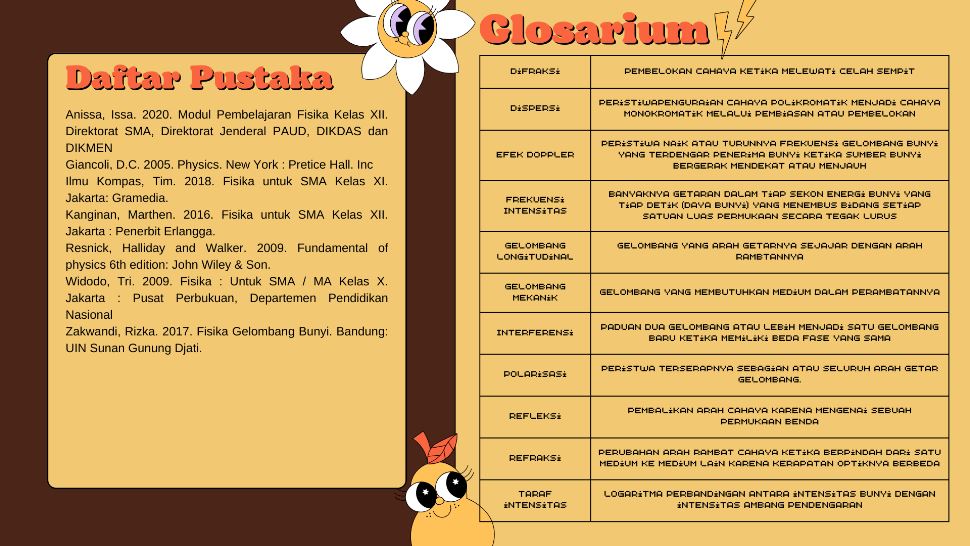 Daftar Pustaka
Anissa, Issa. 2020. Modul Pembelajaran Fisika Kelas XII.
Direktorat SMA, Direktorat Jenderal PAUD, DIKDAS dan
DIKMEN
Giancoli, D.C. 2005. Physics. New York : Pretice Hall. Inc
Ilmu Kompas, Tim. 2018. Fisika untuk SMA Kelas XI.
Jakarta: Gramedia.
Kanginan, Marthen. 2016. Fisika untuk SMA Kelas XII.
Jakarta : Penerbit Erlangga.
Resnick, Halliday and Walker. 2009. Fundamental of
physics 6th edition: John Wiley & Son.
Widodo, Tri. 2009. Fisika : Untuk SMA / MA Kelas X.
Jakarta : Pusat Perbukuan, Departemen Pendidikan
Nasional
Zakwandi, Rizka. 2017. Fisika Gelombang Bunyi. Bandung:
UIN Sunan Gunung Djati.
Glosarium
DiFRAKSi
PEMBELOKAN CAHAYA KETiKA MELEWATi CELAH SEMPiT
DiSPERSi
PERiSTiWAPENGURAiAN CAHAYA POLiKROMATiK MENJADi CAHAYA
MONOKROMATiK MELALUi PEMBiASAN ATAU PEMBELOKAN
EFEK DOPPLER
PERiSTiWA NAiK ATAU TURUNNYA FREKUENSi GELOMBANG BUNYi
YANG TERDENGAR PENERiMA BUNYi KETiKA SUMBER BUNYi
BERGERAK MENDEKAT ATAU MENJAUH
FREKUENSi
INTENSiTAS
BANYAKNYA GETARAN DALAM TiAP SEKON ENERGi BUNYi YANG
TiAP DETiK (DAYA BUNYi) YANG MENEMBUS BiDANG SETiAP
SATUAN LUAS PERMUKAAN SECARA TEGAK LURUS
GELOMBANG
LONGiTUDiNAL
GELOMBANG YANG ARAH GETARNYA SEJAJAR DENGAN ARAH
RAMBTANNYA
GELOMBANG
MEKANiK
GELOMBANG YANG MEMBUTUHKAN MEDiUM DALAM PERAMBATANNYA
INTERFERENSi
PADUAN DUA GELOMBANG ATAU LEBiH MENJADi SATU GELOMBANG
BARU KETiKA MEMiLiKi BEDA FASE YANG SAMA
POLARiSASi
PERiSTWA TERSERAPNYA SEBAGiAN ATAU SELURUH ARAH GETAR
GELOMBANG.
REFLEKSi
PEMBALiKAN ARAH CAHAYA KARENA MENGENAi SEBUAH
PERMUKAAN BENDA
REFRAKSi
PERUBAHAN ARAH RAMBAT CAHAYA KETiKA BERPiNDAH DARi SATU
MEDiUM KE MEDiUM LAiN KARENA KERAPATAN OPTiKNYA BERBEDA
TARAF
iNTENSiTAS
LOGARiTMA PERBANDiNGAN ANTARA iNTENSiTAS BUNYi DENGAN
iNTENSiTAS AMBANG PENDENGARAN